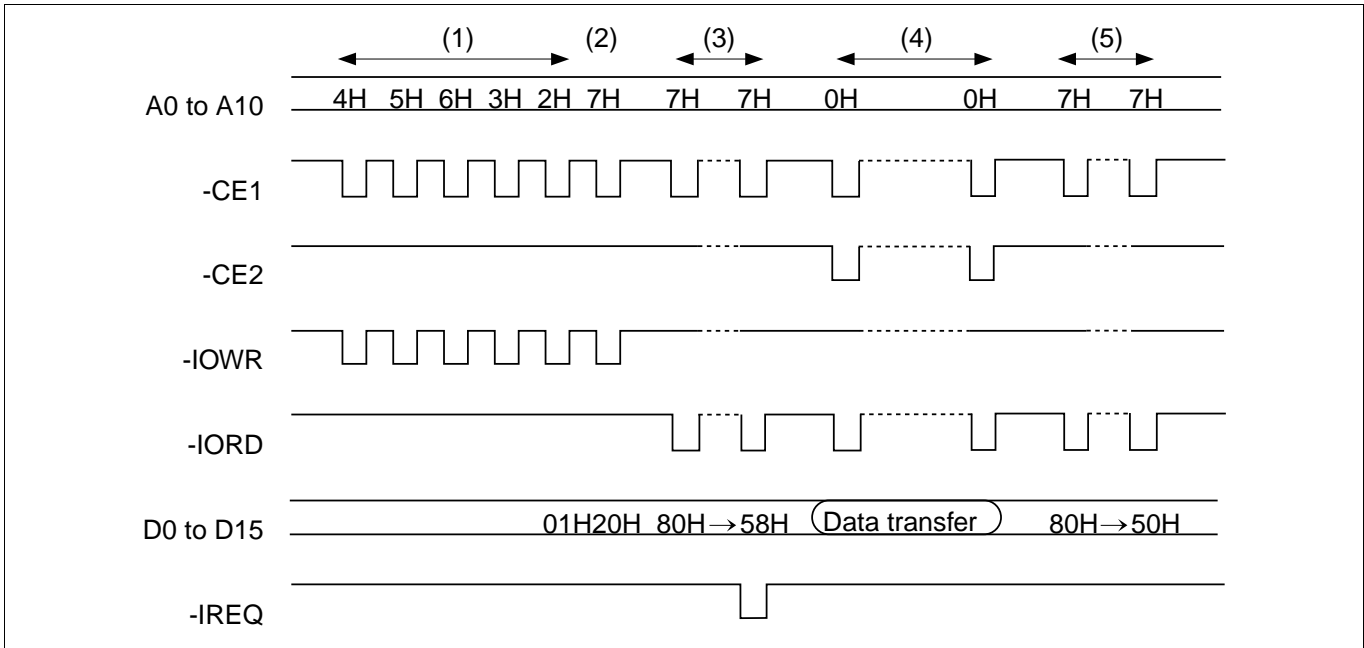 (1) (2) (3) (4) (5)
A0 to A10 4H 5H 6H 3H 2H 7H 7H 7H 0H 0H 7H 7H
-CE1
-CE2
-IOWR
-IORD
D0 to D15 01H20H 80H→58H Data transfer 80H→50H
-IREQ